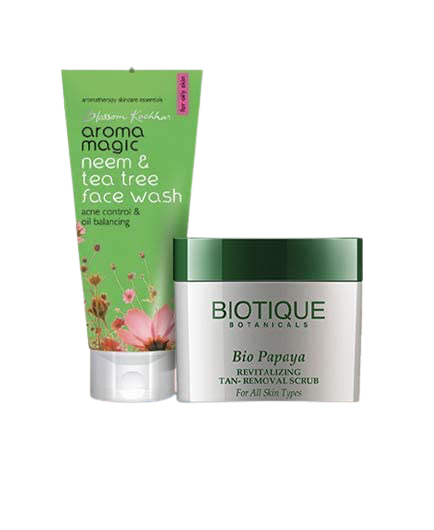 aromatherapy skincare essentials
for oily skin
Blossom Kochhar
aroma
magic
neem &
tea tree
face wash
acne control &
oil balancing
BIOTIQUE
BOTANICALS
Bio Papaya
REVITALIZING
TAN- REMOVAL SCRUB
For All Skin Types